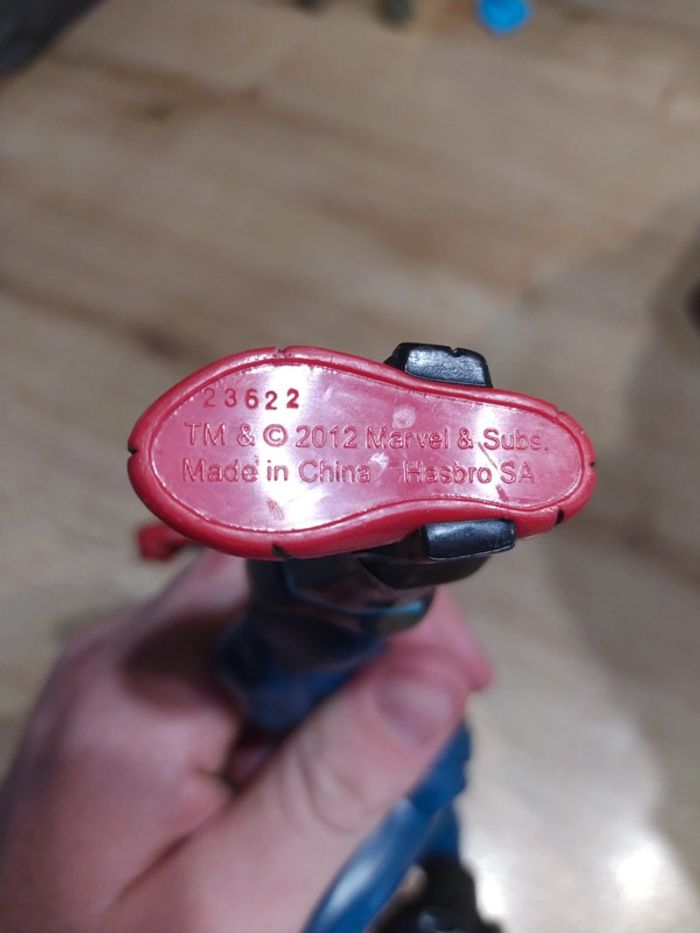 23622
TM & © 2012 Marvel & Subs.
Made in China Hasbro SA